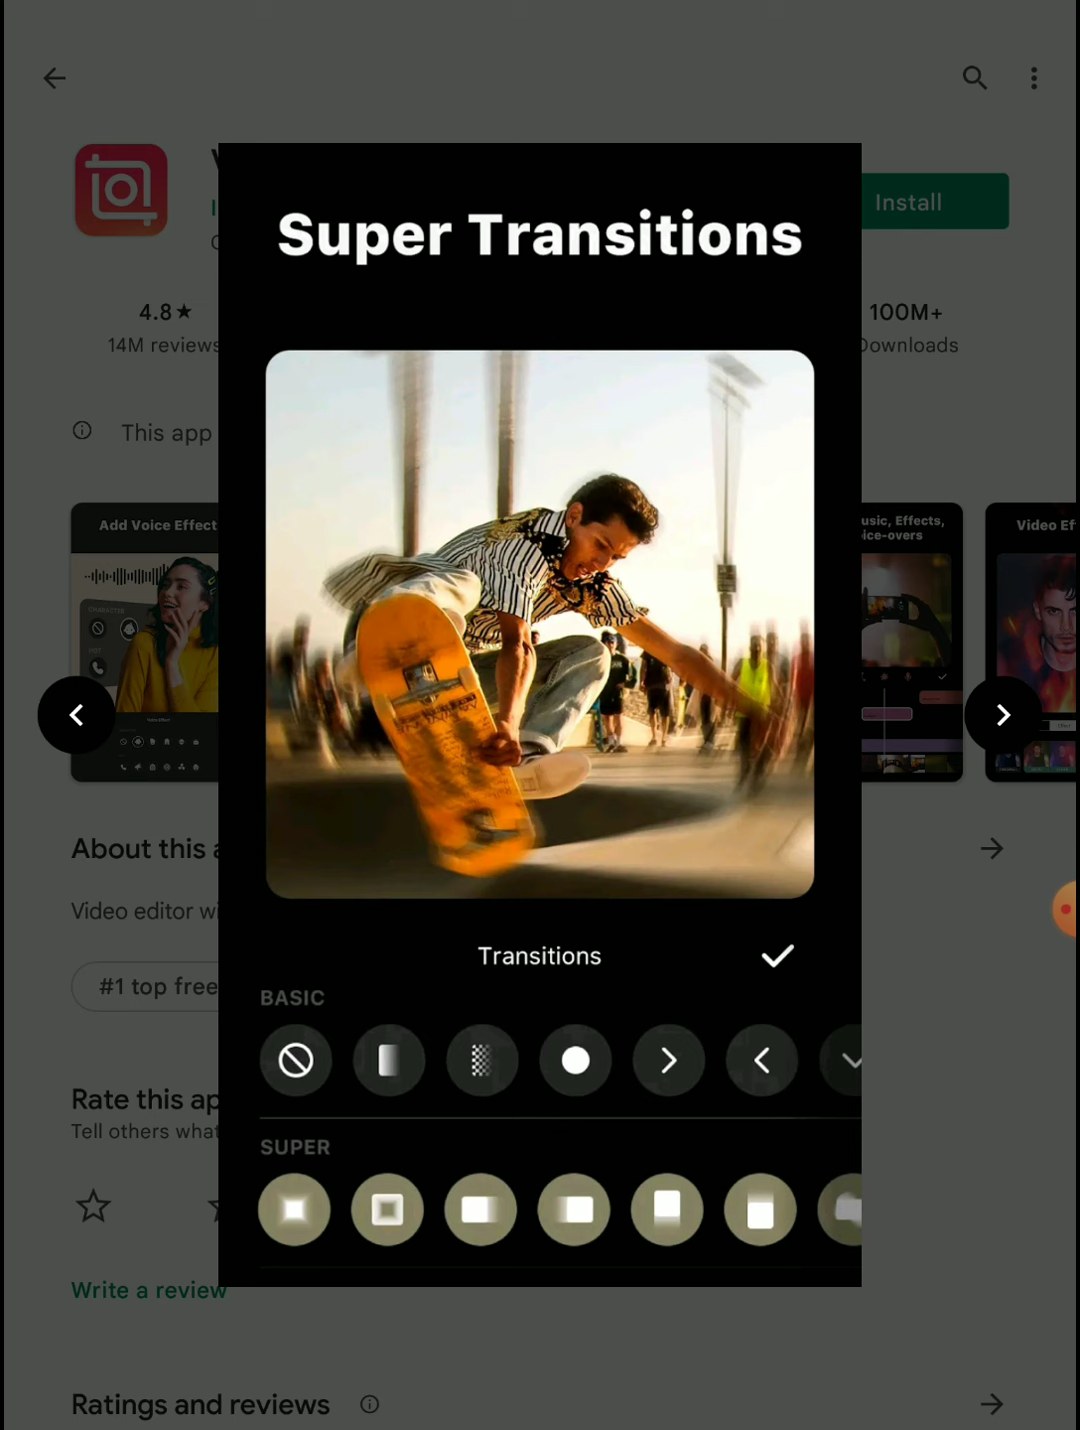 Install
Super Transitions
4.8★
14M reviews
100M+
Downloads
This app
Add Voice Effect
usic, Effects,
ice-overs
Video Ef
CHARACTER
Transitions
BASIC
SUPER
About this a
Video editor wi
#1 top free
Rate this ap
Tell others what
Write a review
Ratings and reviews